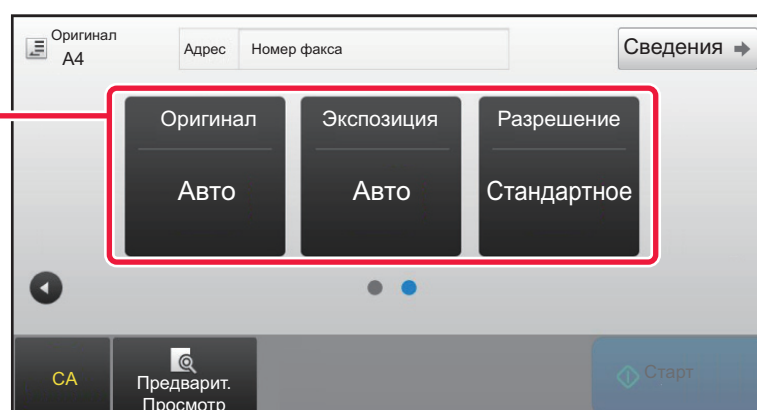 Оригинал
A4
Адрес
Номер факса
Сведения
Оригинал
Экспозиция
Разрешение
Авто
Авто
Стандартное
CA
Предварит.
Просмотр
Старт